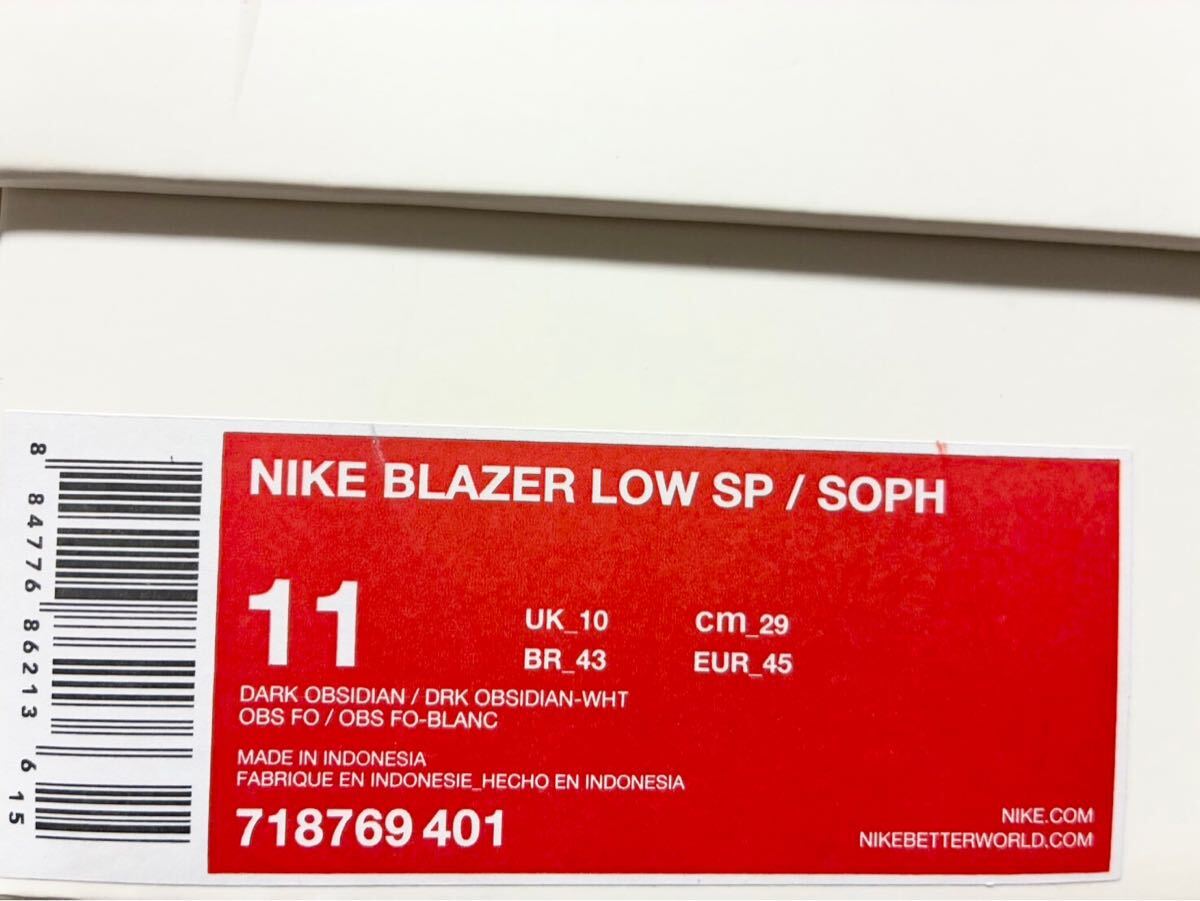 NIKE BLAZER LOW SP / SOPH
11
UK_10 cm_29
BR_43 EUR_45
DARK OBSIDIAN / DRK OBSIDIAN-WHT
OBS FO / OBS FO-BLANC
MADE IN INDONESIA
FABRIQUE EN INDONESIE_HECHO EN INDONESIA
718769 401
NIKE.COM
NIKEBETTERWORLD.COM
8 84776 86213 6 15